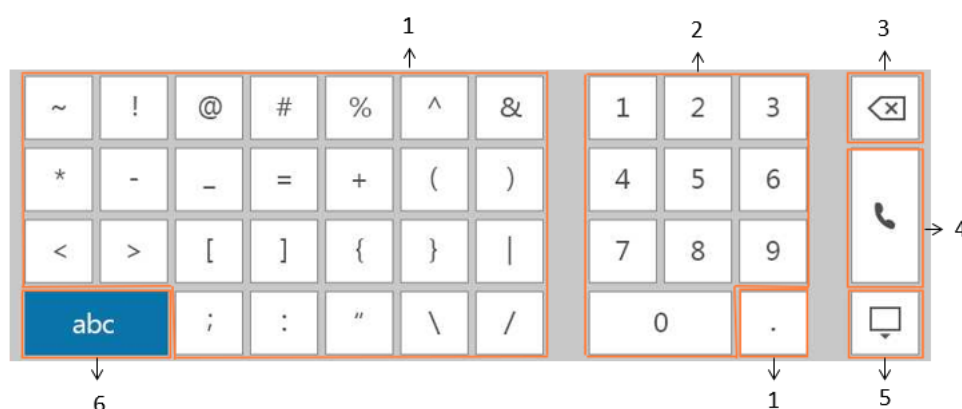 1 2 3
~ ! @ # % ^ & 1 2 3
* - _ = + ( ) 4 5 6
< > [ ] { } | 7 8 9
4
abc ; : " \ / 0 .
6 1 5